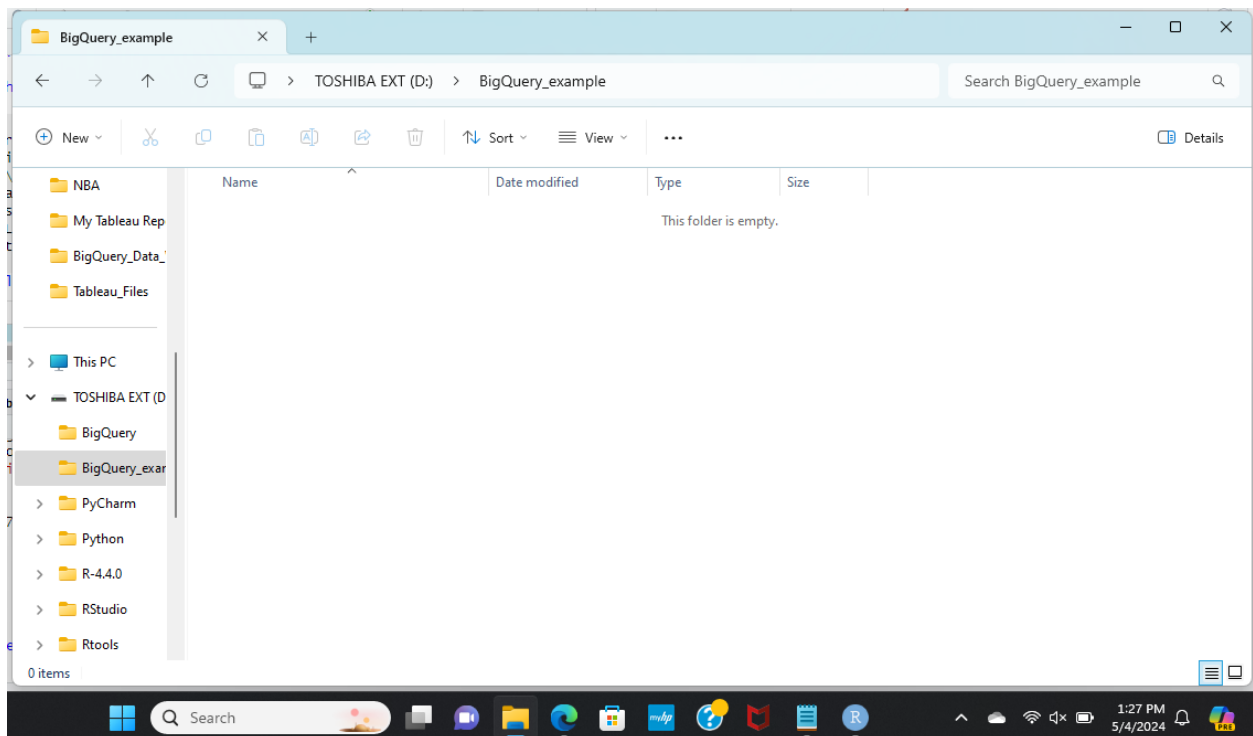 BigQuery_example
TOSHIBA EXT (D:) > BigQuery_example
Search BigQuery_example
New
Sort
View
Details
Name
Date modified
Type
Size
This folder is empty.
NBA
My Tableau Rep
BigQuery_Data_
Tableau_Files
This PC
TOSHIBA EXT (D
BigQuery
BigQuery_exar
PyCharm
Python
R-4.4.0
RStudio
Rtools
0 items
Search
myhp
R
PRE
1:27 PM
5/4/2024